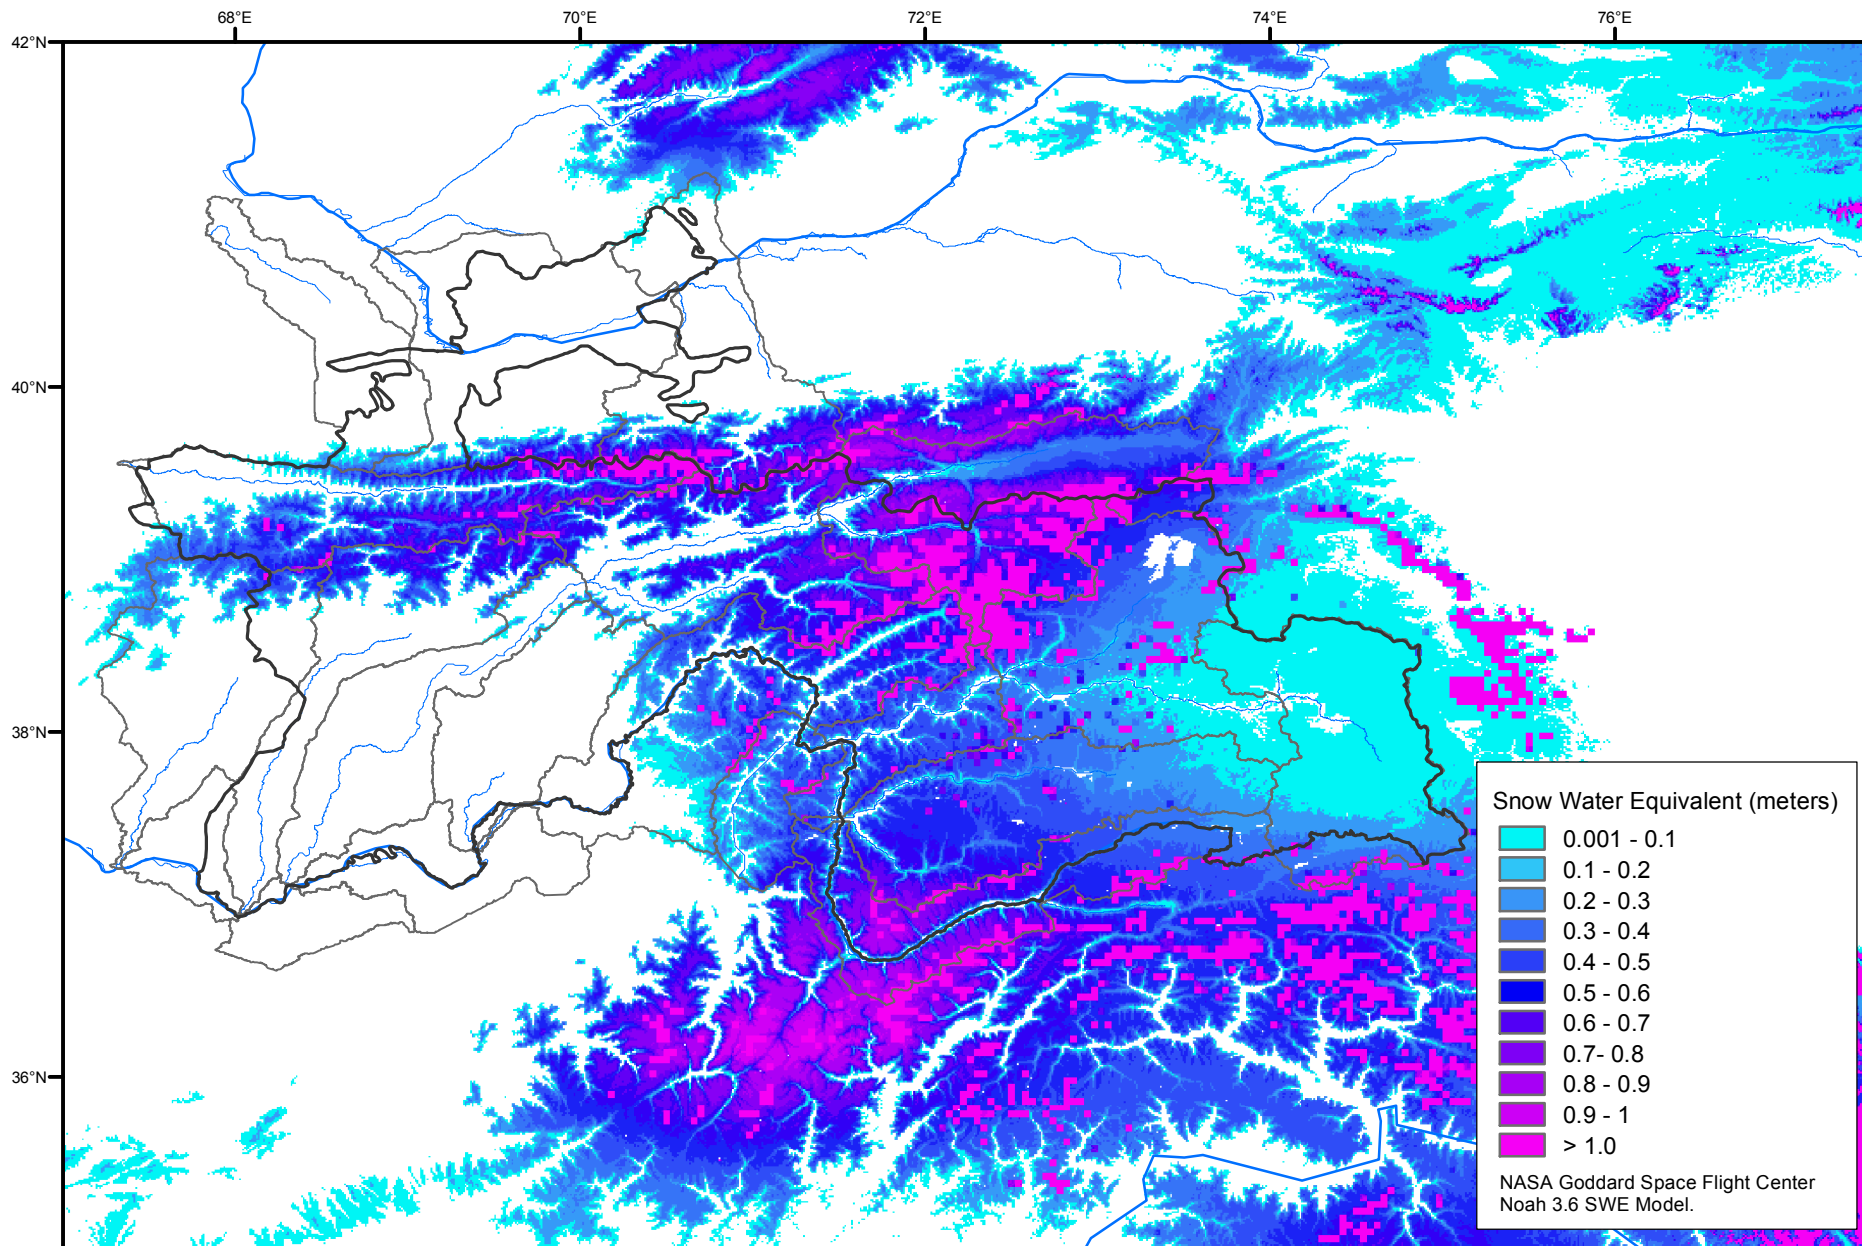 68°E
70°E
72°E
74°E
76°E
42°N
40°N
38°N
36°N
Snow Water Equivalent (meters)
0.001 - 0.1
0.1 - 0.2
0.2 - 0.3
0.3 - 0.4
0.4 - 0.5
0.5 - 0.6
0.6 - 0.7
0.7- 0.8
0.8 - 0.9
0.9 - 1
> 1.0
NASA Goddard Space Flight Center
Noah 3.6 SWE Model.